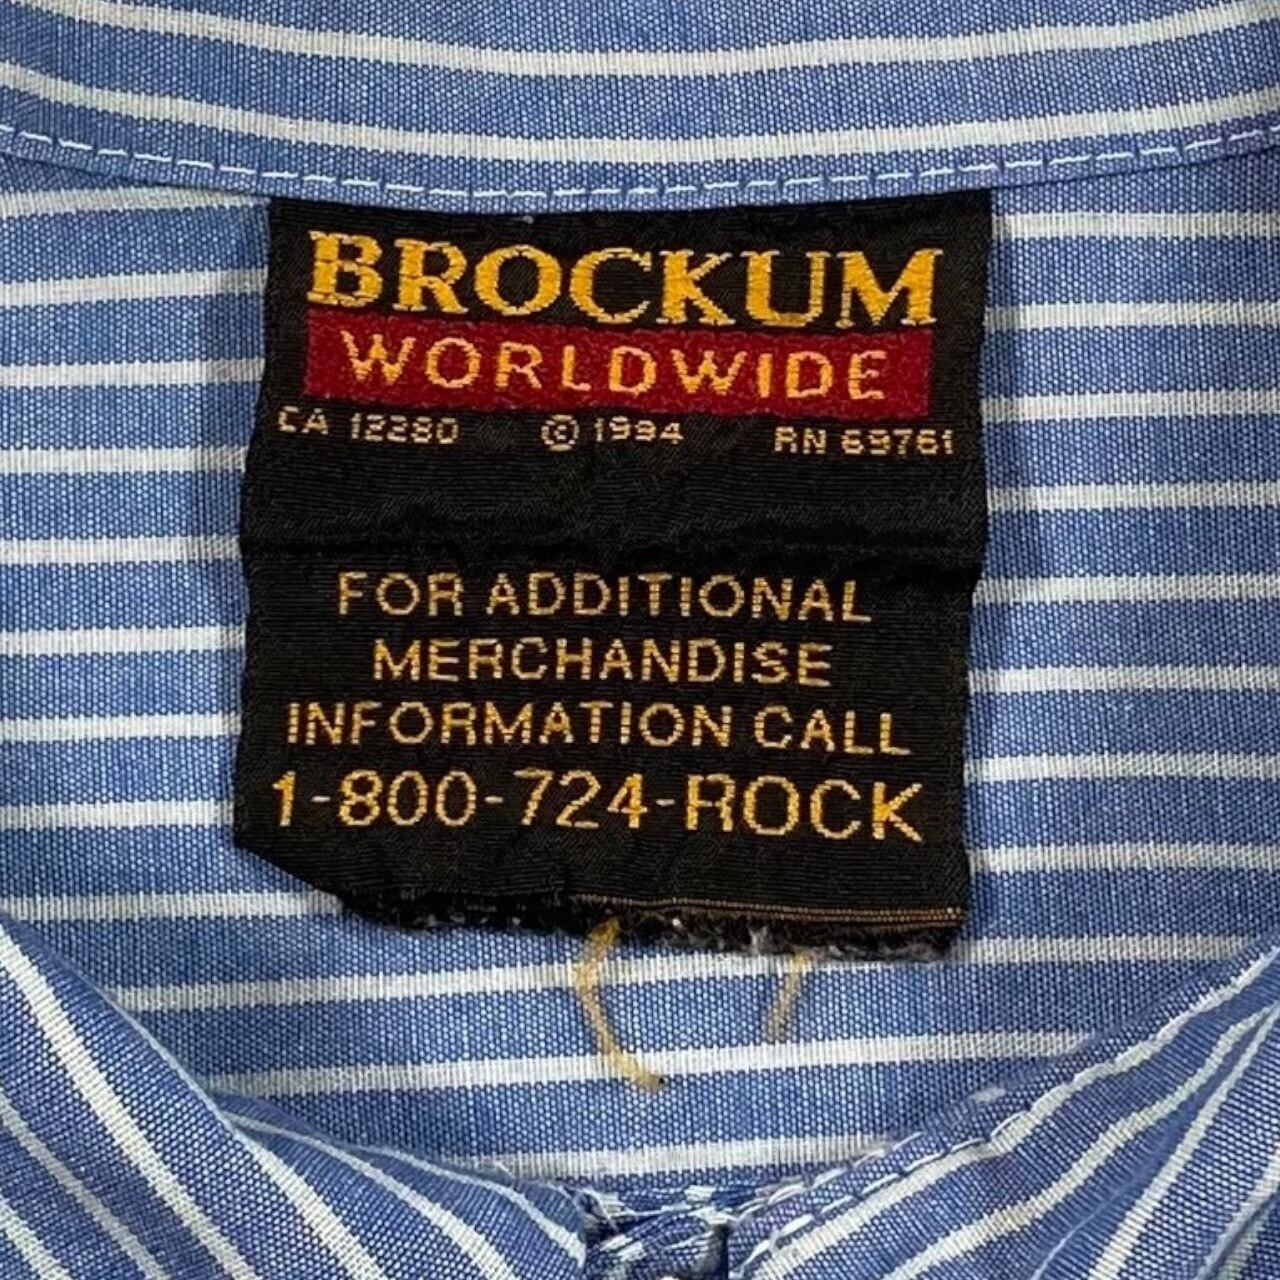 BROCKUM
WORLDWIDE
CA 12280 © 1994 RN 69761
FOR ADDITIONAL
MERCHANDISE
INFORMATION CALL
1-800-724-ROCK